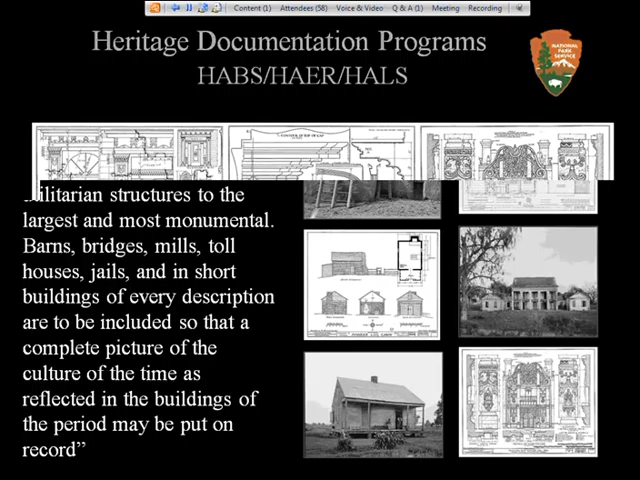 Content (1) Attendees (58) Voice & Video Q & A (1) Meeting Recording
Heritage Documentation Programs
HABS/HAER/HALS
NATIONAL
PARK
SERVICE
structures to the
largest and most monumental.
Barns, bridges, mills, toll
houses, jails, and in short
buildings of every description
are to be included so that a
complete picture of the
culture of the time as
reflected in the buildings of
the period may be put on
record”